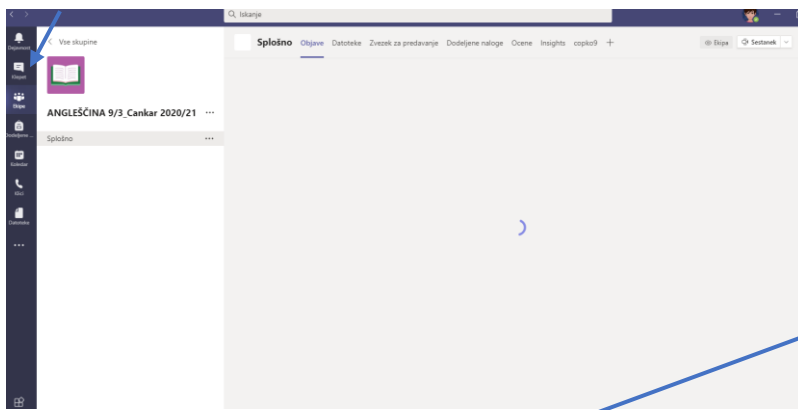 Iskanje
Dejavnost
Klepet
Ekipe
Koledar
Klici
Datoteke
Vse skupine
ANGLEŠČINA 9/3_Cankar 2020/21
Splošno
Splošno Objave Datoteke Zvezek za predavanje Dodeljene naloge Ocene Insights copko9 +
Ekipa Sestanek